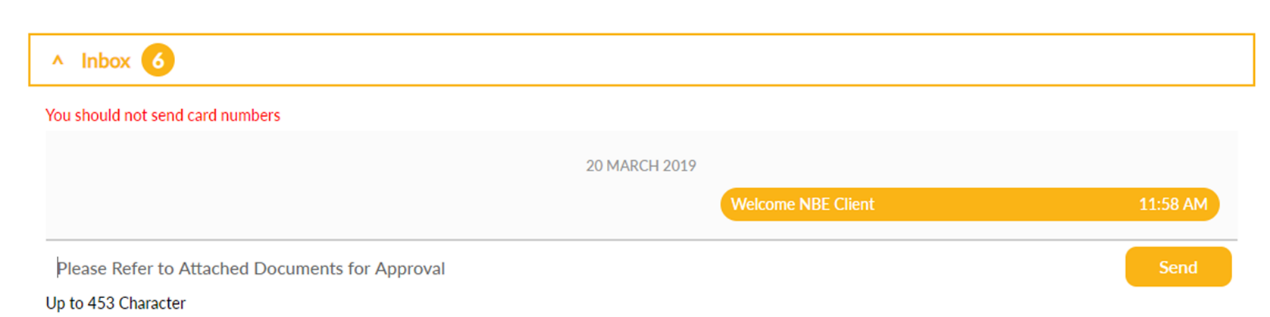 ^ Inbox 6
You should not send card numbers
20 MARCH 2019
Welcome NBE Client 11:58 AM
Please Refer to Attached Documents for Approval Send
Up to 453 Character